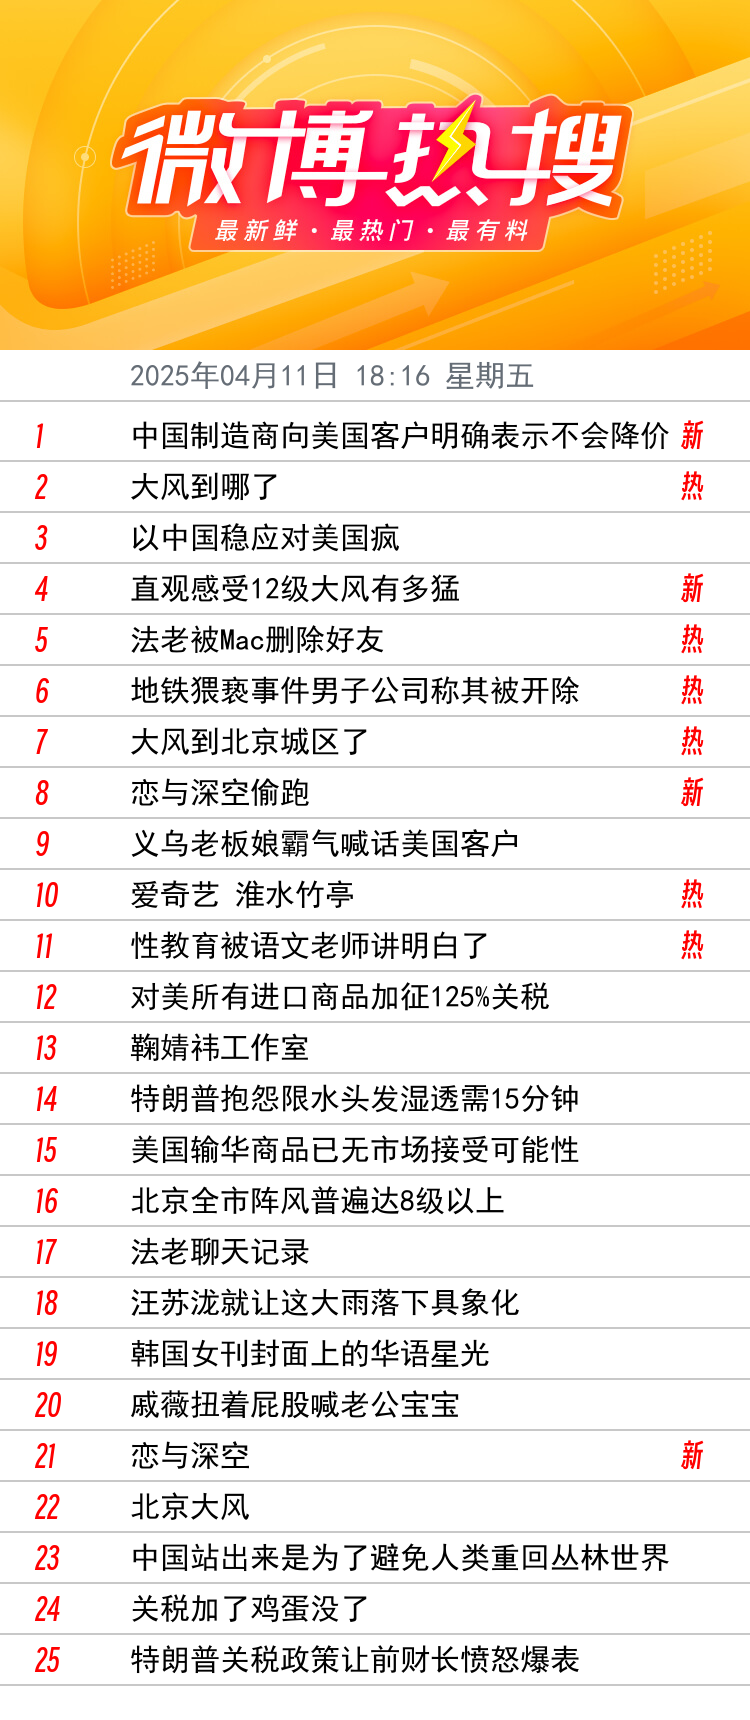 微博热搜
最新鲜·最热门·最有料
2025年04月11日 18:16 星期五
1 中国制造商向美国客户明确表示不会降价 新
2 大风到哪了 热
3 以中国稳应对美国疯
4 直观感受12级大风有多猛 新
5 法老被Mac删除好友 热
6 地铁猥亵事件男子公司称其被开除 热
7 大风到北京城区了 热
8 恋与深空偷跑 新
9 义乌老板娘霸气喊话美国客户
10 爱奇艺 淮水竹亭 热
11 性教育被语文老师讲明白了 热
12 对美所有进口商品加征125%关税
13 鞠婧祎工作室
14 特朗普抱怨限水头发湿透需15分钟
15 美国输华商品已无市场接受可能性
16 北京全市阵风普遍达8级以上
17 法老聊天记录
18 汪苏泷就让这大雨落下具象化
19 韩国女刊封面上的华语星光
20 戚薇扭着屁股喊老公宝宝
21 恋与深空 新
22 北京大风
23 中国站出来是为了避免人类重回丛林世界
24 关税加了鸡蛋没了
25 特朗普关税政策让前财长愤怒爆表